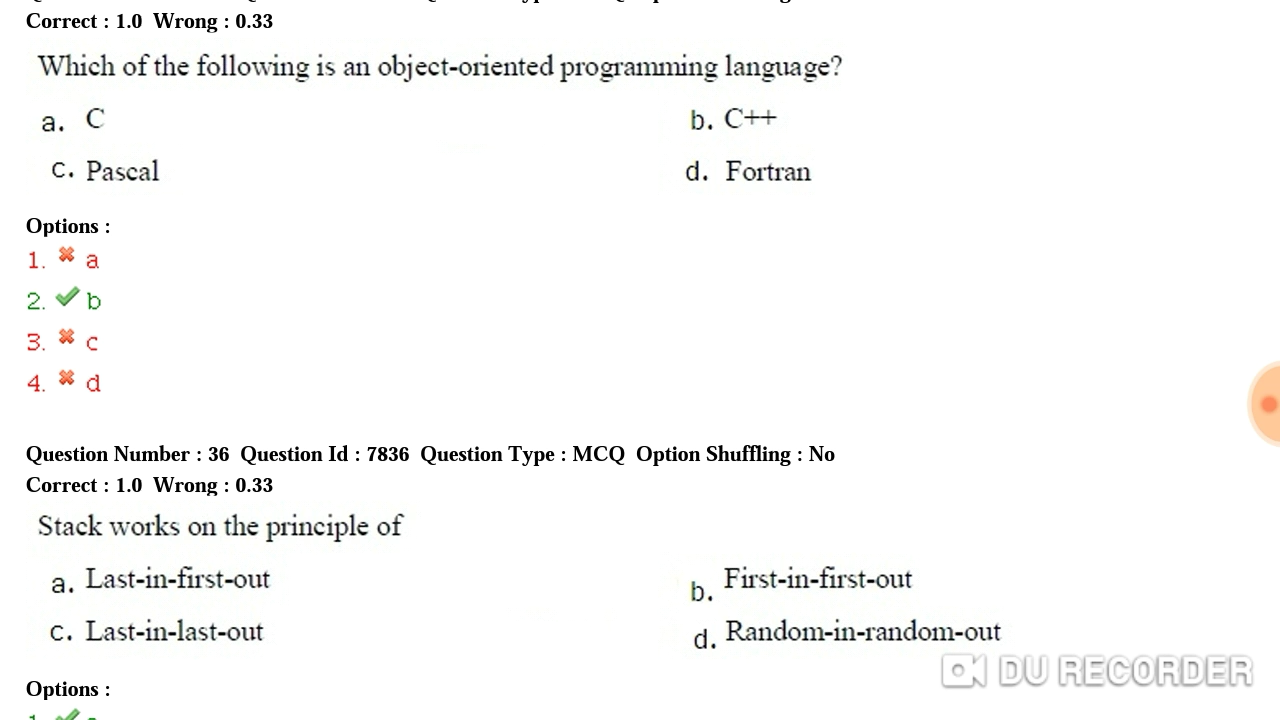 Correct : 1.0 Wrong : 0.33
Which of the following is an object-oriented programming language?
a. C b. C++
c. Pascal d. Fortran
Options :
1. a
2. b
3. c
4. d
Question Number : 36 Question Id : 7836 Question Type : MCQ Option Shuffling : No
Correct : 1.0 Wrong : 0.33
Stack works on the principle of
a. Last-in-first-out b. First-in-first-out
c. Last-in-last-out d. Random-in-random-out
DU RECORDER
Options :